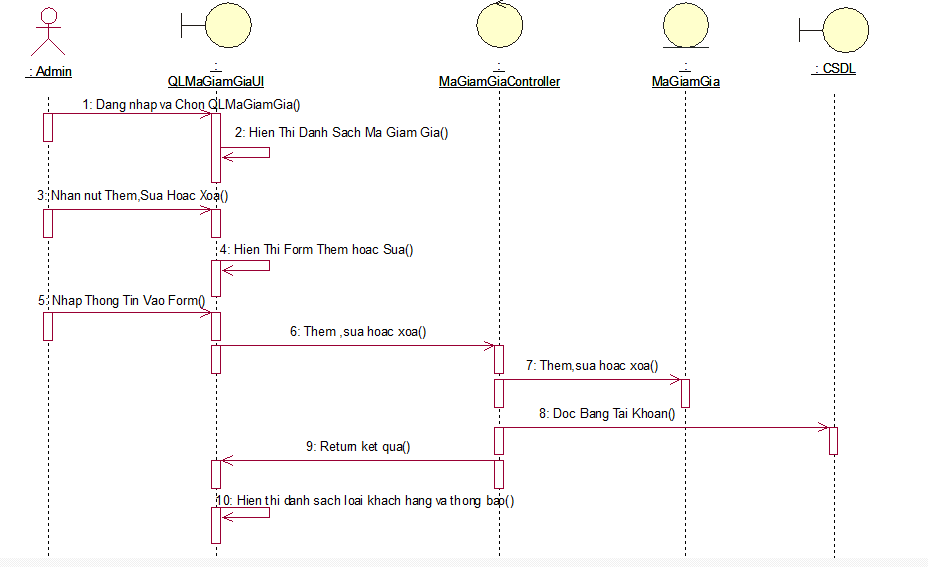 : Admin
:
QLMaGiamGiaUI
:
MaGiamGiaController
:
MaGiamGia
: CSDL
1: Dang nhap va Chon QLMaGiamGia()
2: Hien Thi Danh Sach Ma Giam Gia()
3: Nhan nut Them,Sua Hoac Xoa()
4: Hien Thi Form Them hoac Sua()
5: Nhap Thong Tin Vao Form()
6: Them ,sua hoac xoa()
7: Them,sua hoac xoa()
8: Doc Bang Tai Khoan()
9: Return ket qua()
10: Hien thi danh sach loai khach hang va thong bao()